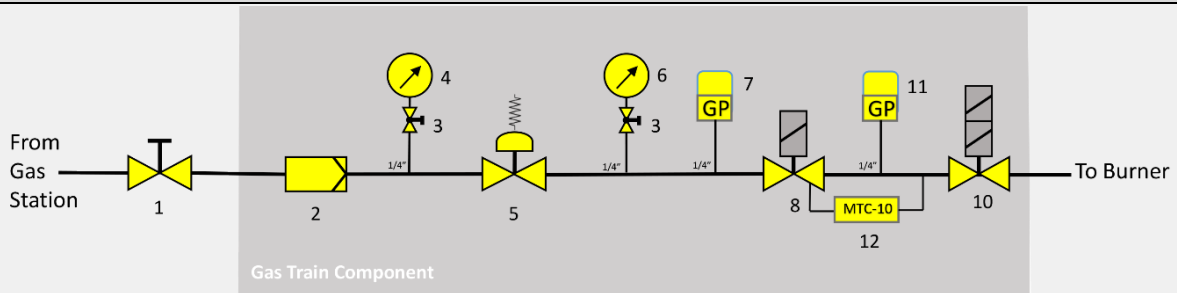 4
6
7
11
GP
GP
3
3
From
Gas
Station
1/4"
1/4"
1/4"
1/4"
To Burner
1
2
5
8
MTC-10
10
12
Gas Train Component